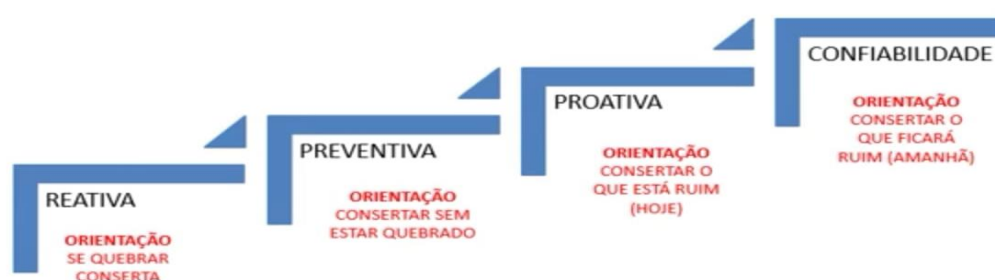 REATIVA
ORIENTAÇÃO
SE QUEBRAR
CONSERTA
PREVENTIVA
ORIENTAÇÃO
CONSERTAR SEM
ESTAR QUEBRADO
PROATIVA
ORIENTAÇÃO
CONSERTAR O
QUE ESTÁ RUIM
(HOJE)
CONFIABILIDADE
ORIENTAÇÃO
CONSERTAR O
QUE FICARÁ
RUIM (AMANHÃ)